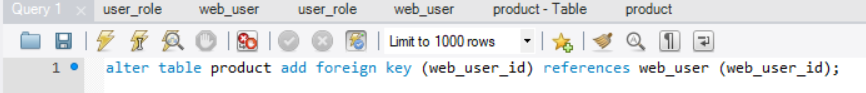 Query 1 user_role web_user user_role web_user product - Table product
Limit to 1000 rows
1 alter table product add foreign key (web_user_id) references web_user (web_user_id);